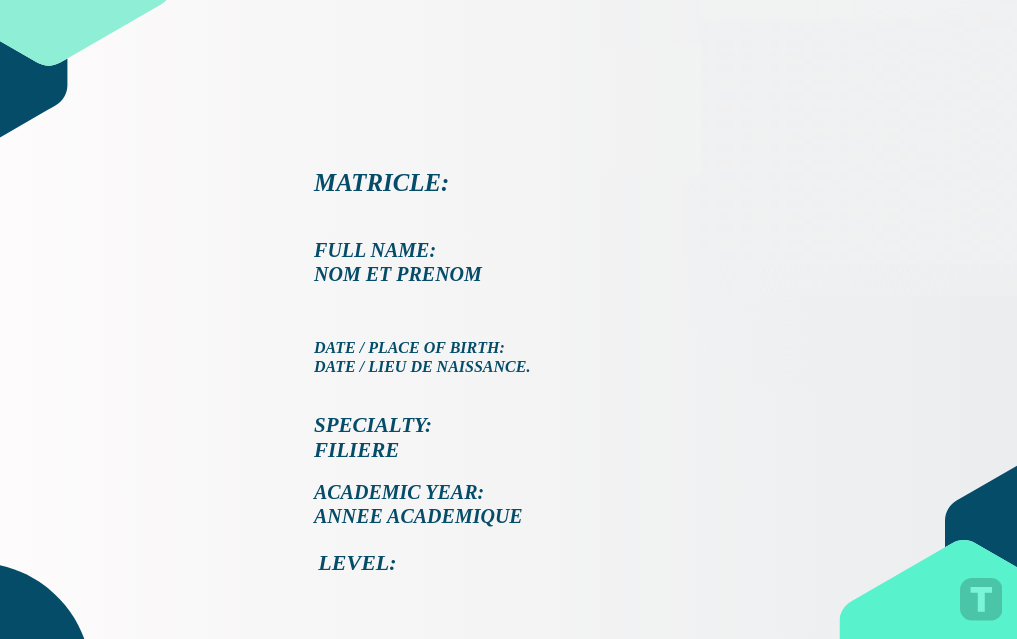 MATRICLE:
FULL NAME:
NOM ET PRENOM
DATE / PLACE OF BIRTH:
DATE / LIEU DE NAISSANCE.
SPECIALTY:
FILIERE
ACADEMIC YEAR:
ANNEE ACADEMIQUE
LEVEL:
T